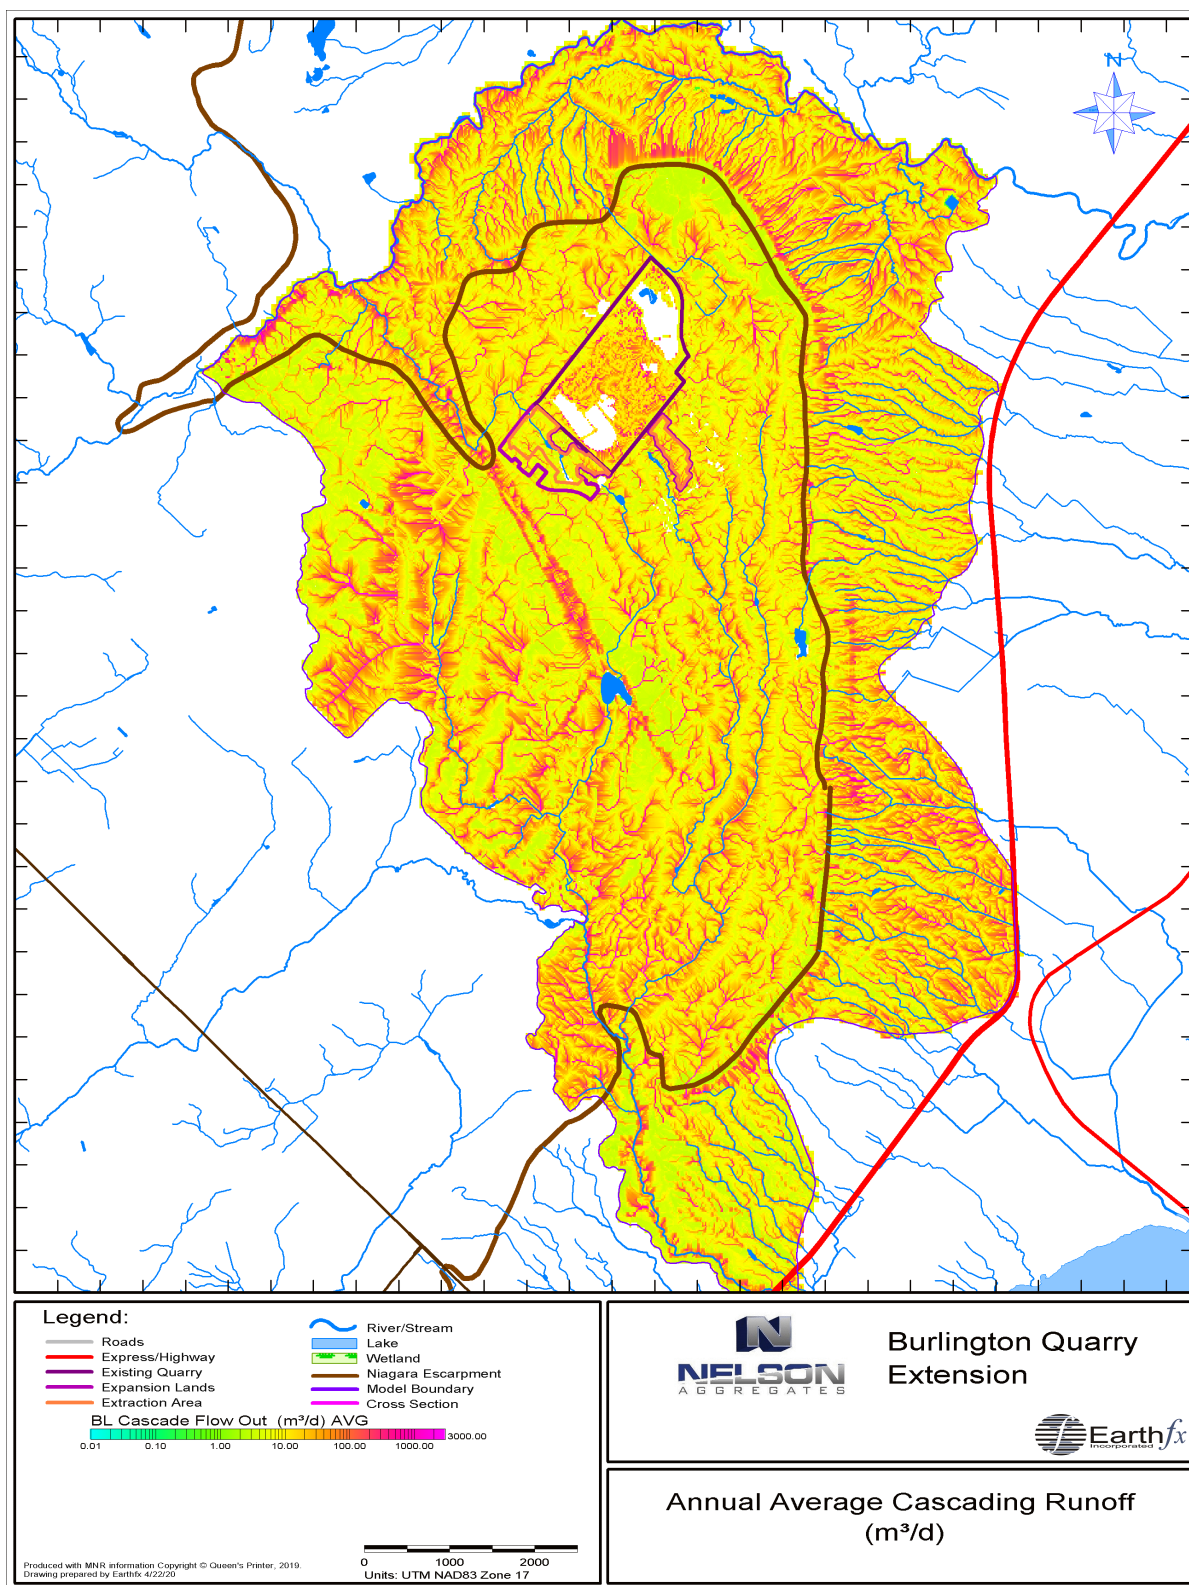 N
Legend:
Roads
Express/Highway
Existing Quarry
Expansion Lands
Extraction Area
River/Stream
Lake
Wetland
Niagara Escarpment
Model Boundary
Cross Section
BL Cascade Flow Out (m³/d) AVG
0.01 0.10 1.00 10.00 100.00 1000.00 3000.00
0 1000 2000
Units: UTM NAD83 Zone 17
Produced with MNR information Copyright © Queen's Printer, 2019.
Drawing prepared by Earthfx 4/22/20
N
NELSON
AGGREGATES
Burlington Quarry
Extension
Earthfx
Incorporated
Annual Average Cascading Runoff
(m³/d)